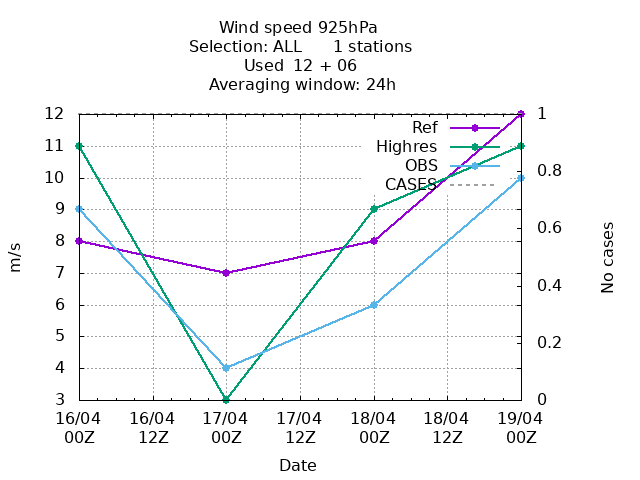 Wind speed 925hPa
Selection: ALL      1 stations
Used  12 + 06
Averaging window: 24h
12
11
10
9
8
7
6
5
4
3
1
0.8
0.6
0.4
0.2
0
m/s
No cases
Ref
Highres
OBS
CASES
16/04 00Z
16/04 12Z
17/04 00Z
17/04 12Z
18/04 00Z
18/04 12Z
19/04 00Z
Date